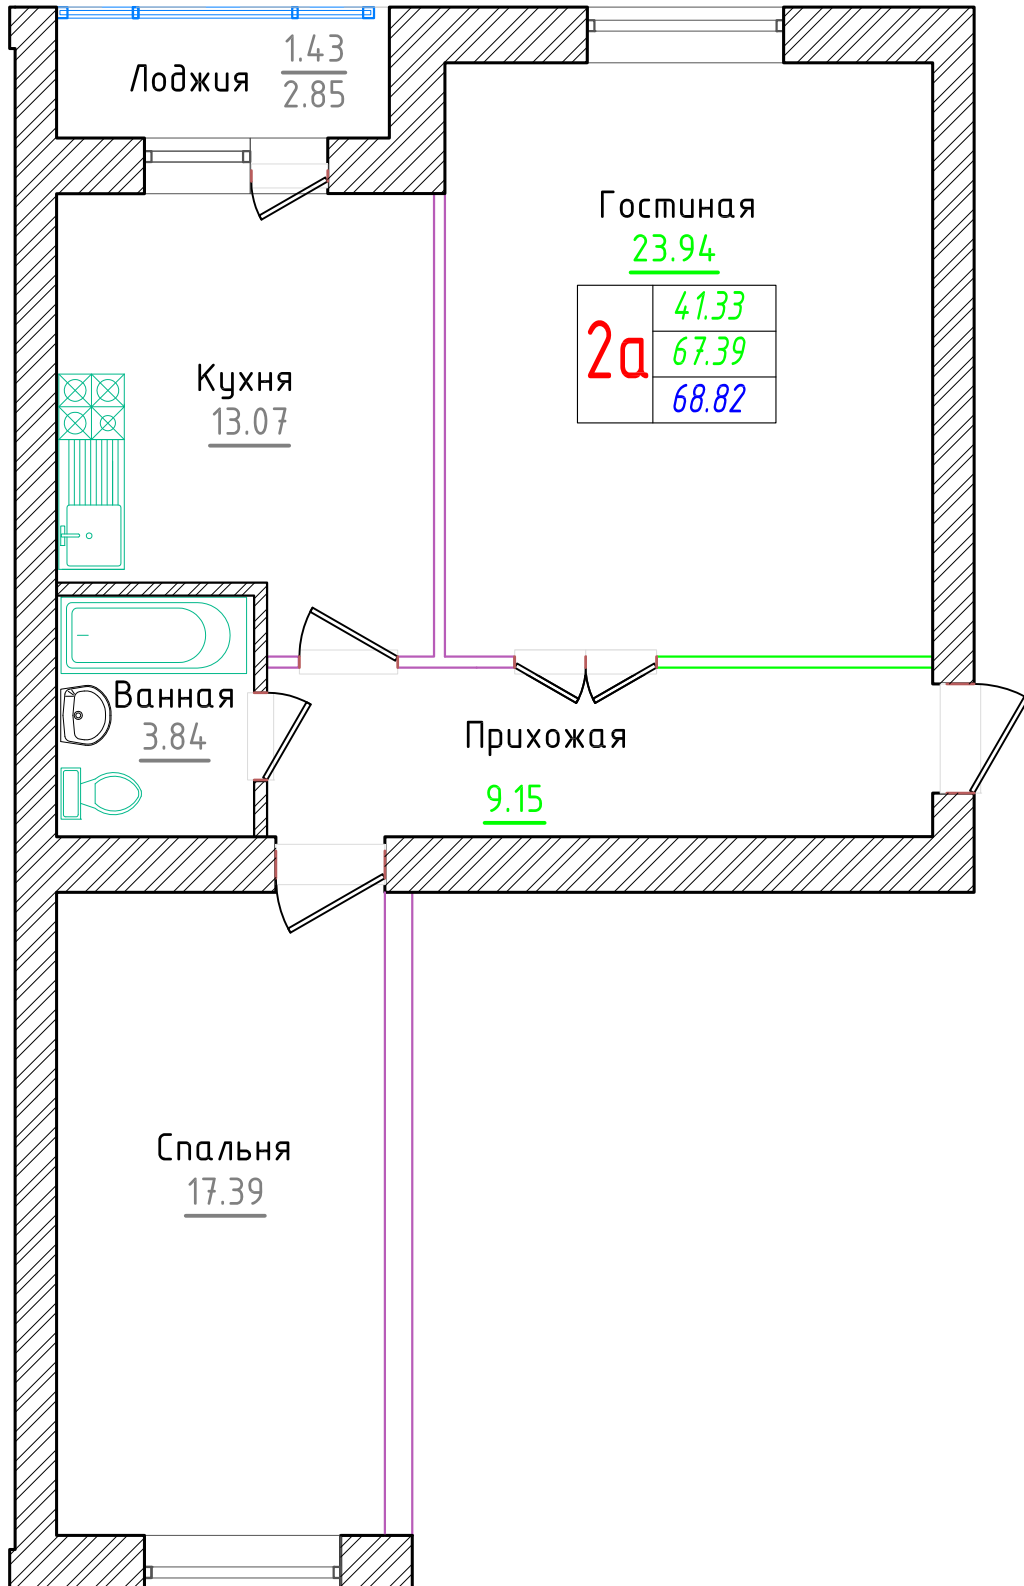 Лоджия
1.43
2.85
Гостиная
23.94
2а
41.33
67.39
68.82
Кухня
13.07
Ванная
3.84
Прихожая
9.15
Спальня
17.39